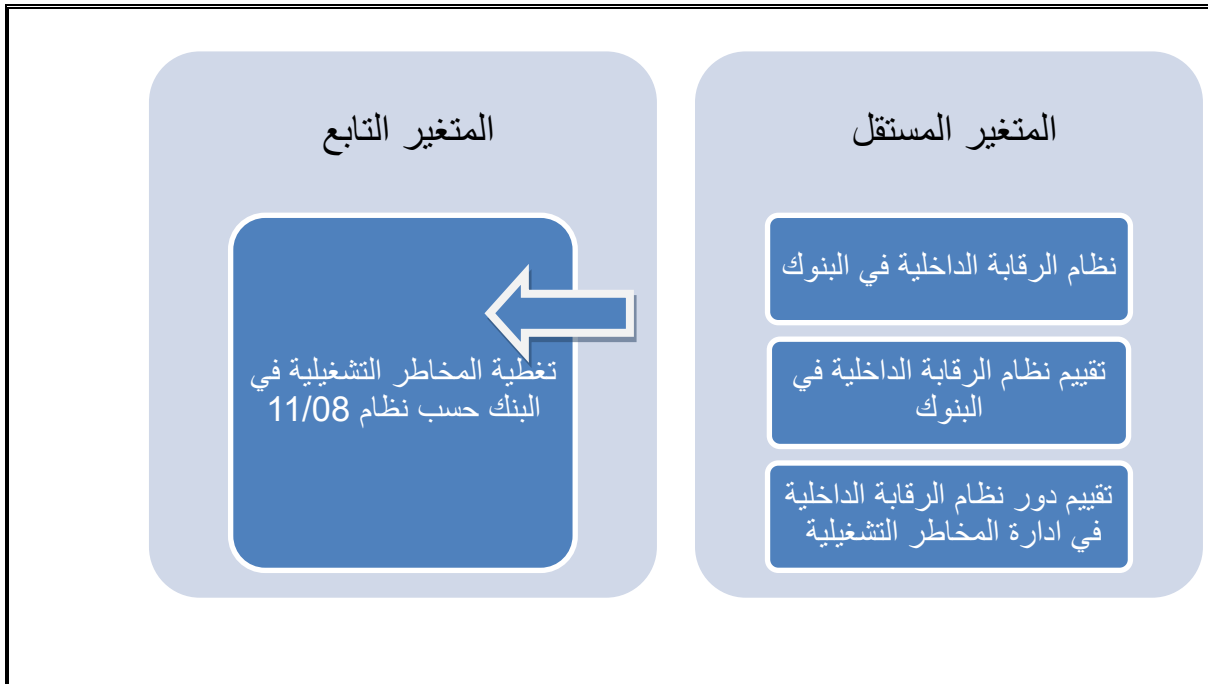 المتغير المستقل
نظام الرقابة الداخلية في البنوك
تقييم نظام الرقابة الداخلية في
البنوك
تقييم دور نظام الرقابة الداخلية
في ادارة المخاطر التشغيلية
المتغير التابع
تغطية المخاطر التشغيلية في
البنك حسب نظام 11/08